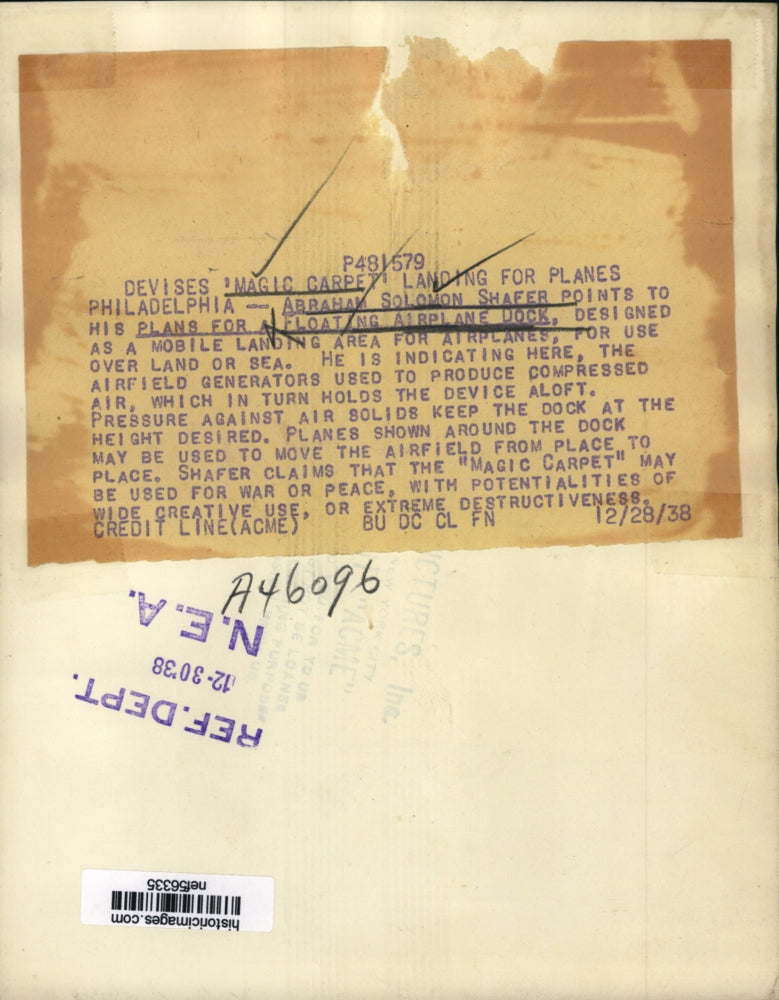 P481579
DEVISES 'MAGIC CARPET' LANDING FOR PLANES
PHILADELPHIA — ABRAHAM SOLOMON SHAFER POINTS TO
HIS PLANS FOR A FLOATING AIRPLANE DOCK, DESIGNED
AS A MOBILE LANDING AREA FOR AIRPLANES, FOR USE
OVER LAND OR SEA. HE IS INDICATING HERE, THE
AIRFIELD GENERATORS USED TO PRODUCE COMPRESSED
AIR, WHICH IN TURN HOLDS THE DEVICE ALOFT.
PRESSURE AGAINST AIR SOLIDS KEEP THE DOCK AT THE
HEIGHT DESIRED. PLANES SHOWN AROUND THE DOCK
MAY BE USED TO MOVE THE AIRFIELD FROM PLACE TO
PLACE. SHAFER CLAIMS THAT THE "MAGIC CARPET" MAY
BE USED FOR WAR OR PEACE, WITH POTENTIALITIES OF
WIDE CREATIVE USE, OR EXTREME DESTRUCTIVENESS.
CREDIT LINE(ACME) BU DC CL FN 12/28/38
A46096
REF. DEPT.
12-30'38
N.E.A.
PICTURES, Inc.
NEW YORK CITY
"ACME"
historicimages.com
nef56335